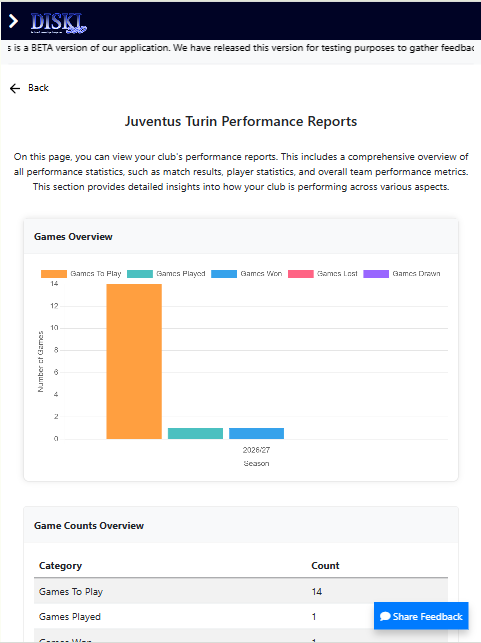 DISKI
s is a BETA version of our application. We have released this version for testing purposes to gather feedbac
Back
Juventus Turin Performance Reports
On this page, you can view your club's performance reports. This includes a comprehensive overview of
all performance statistics, such as match results, player statistics, and overall team performance metrics.
This section provides detailed insights into how your club is performing across various aspects.
Games Overview
Games To Play Games Played Games Won Games Lost Games Drawn
14
12
10
8
6
4
2
0
Number of Games
2026/27
Season
Game Counts Overview
Category Count
Games To Play 14
Games Played 1
Games Won 1
Share Feedback